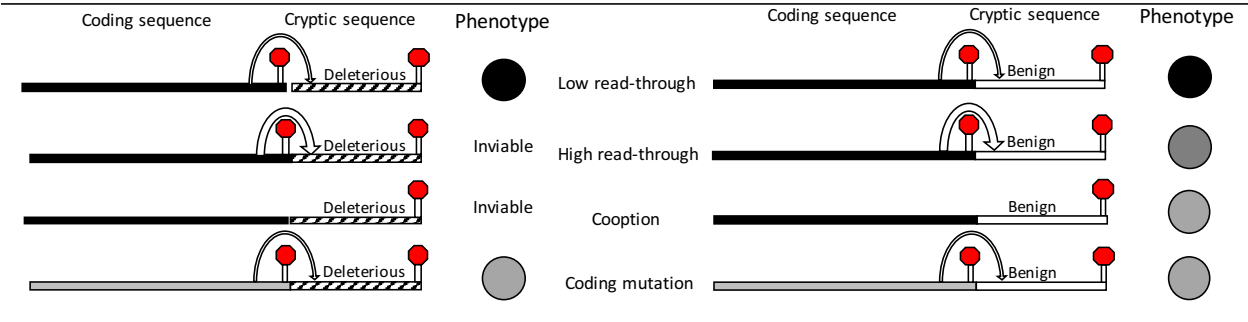 Coding sequence Cryptic sequence Phenotype Coding sequence Cryptic sequence Phenotype
Deleterious Low read-through Benign
Deleterious Inviable High read-through Benign
Deleterious Inviable Cooption Benign
Deleterious Coding mutation Benign